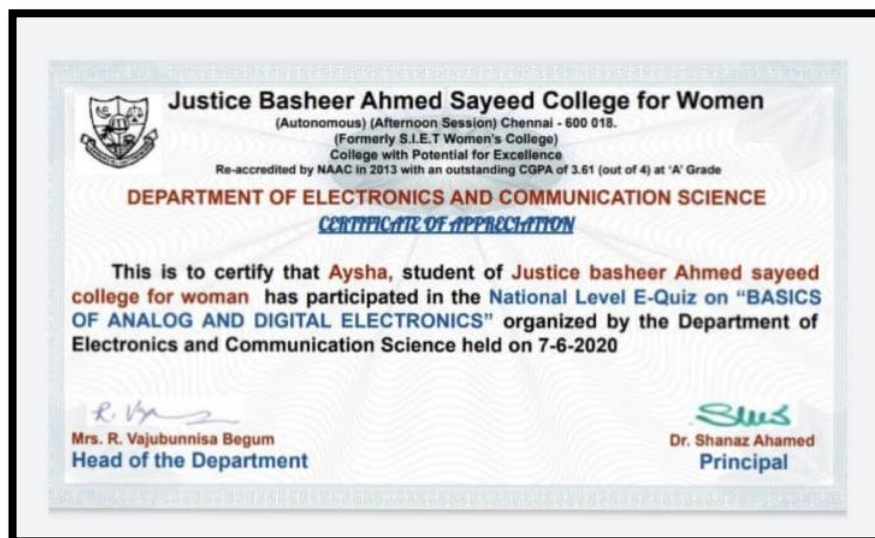 Justice Basheer Ahmed Sayeed College for Women
(Autonomous) (Afternoon Session) Chennai - 600 018.
(Formerly S.I.E.T Women's College)
College with Potential for Excellence
Re-accredited by NAAC in 2013 with an outstanding CGPA of 3.61 (out of 4) at 'A' Grade
DEPARTMENT OF ELECTRONICS AND COMMUNICATION SCIENCE
CERTIFICATE OF APPRECIATION
This is to certify that Aysha, student of Justice basheer Ahmed sayeed
college for woman has participated in the National Level E-Quiz on “BASICS
OF ANALOG AND DIGITAL ELECTRONICS” organized by the Department of
Electronics and Communication Science held on 7-6-2020
Mrs. R. Vajubunnisa Begum
Head of the Department
Dr. Shanaz Ahamed
Principal